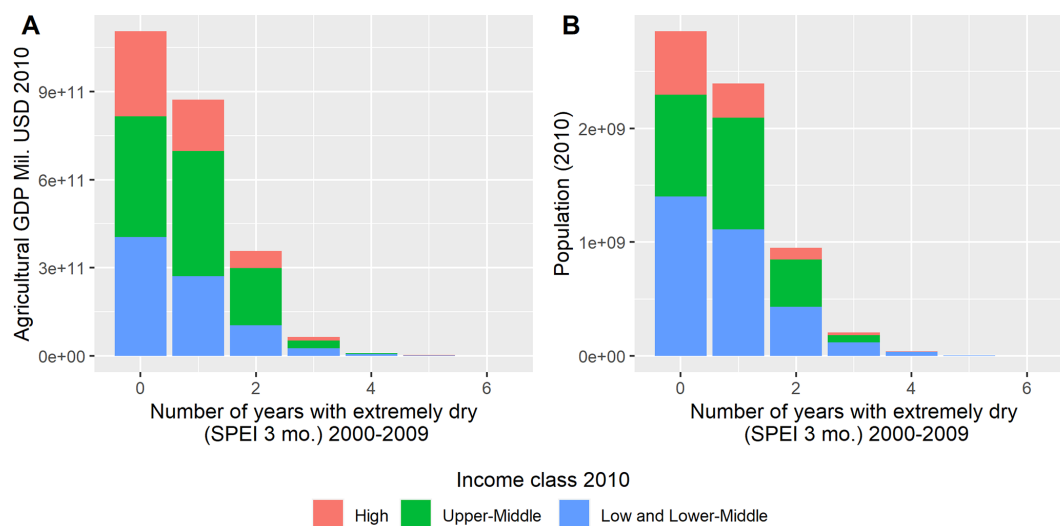 A
B
Agricultural GDP Mil. USD 2010
9e+11
6e+11
3e+11
0e+00
0
2
4
6
Number of years with extremely dry
(SPEI 3 mo.) 2000-2009
Population (2010)
2e+09
1e+09
0e+00
0
2
4
6
Number of years with extremely dry
(SPEI 3 mo.) 2000-2009
Income class 2010
High
Upper-Middle
Low and Lower-Middle